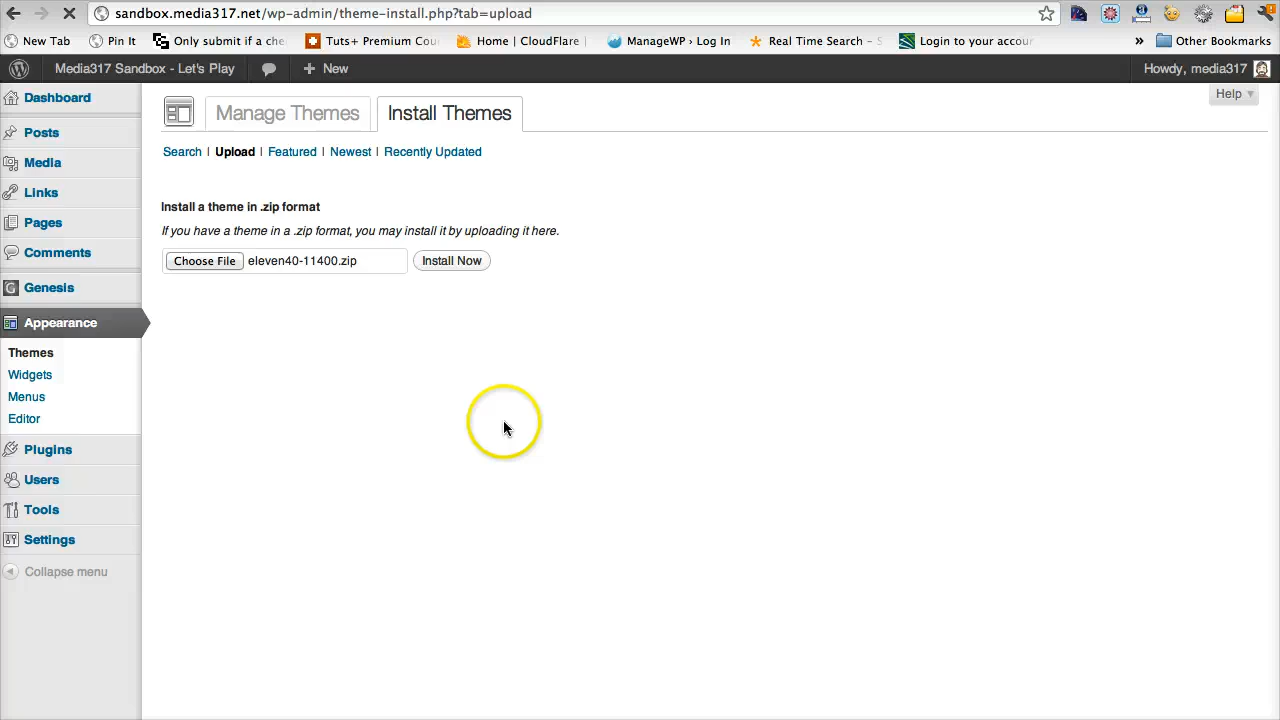 sandbox.media317.net/wp-admin/theme-install.php?tab=upload
New Tab Pin It Only submit if a che Tuts+ Premium Cou Home | CloudFlare | ManageWP › Log In Real Time Search - S Login to your accour » Other Bookmarks
Media317 Sandbox - Let's Play + New Howdy, media317
Help
Dashboard
Posts
Media
Links
Pages
Comments
Genesis
Appearance
Themes
Widgets
Menus
Editor
Plugins
Users
Tools
Settings
Collapse menu
Manage Themes Install Themes
Search | Upload | Featured | Newest | Recently Updated
Install a theme in .zip format
If you have a theme in a .zip format, you may install it by uploading it here.
Choose File eleven40-11400.zip Install Now